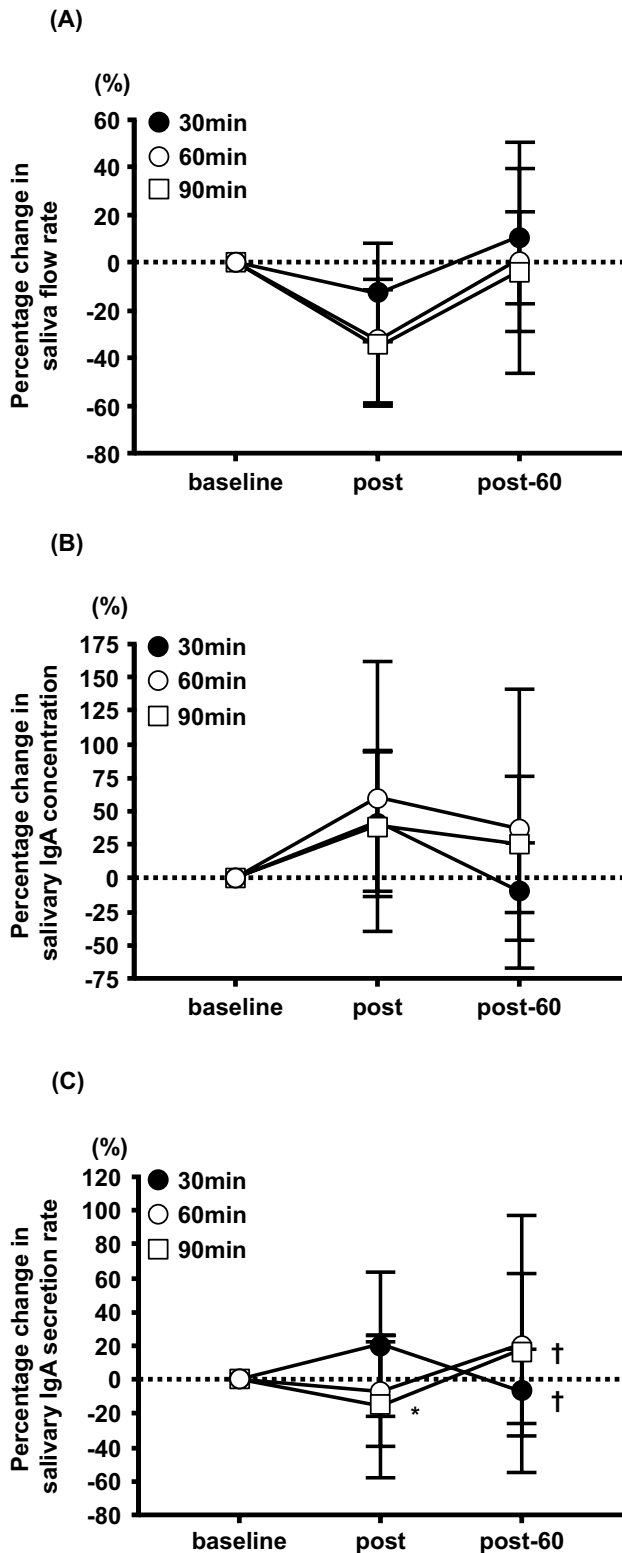 (A)
(%)
30min
60min
90min
60
40
20
0
-20
-40
-60
-80
Percentage change in
saliva flow rate
baseline post post-60
(B)
(%)
30min
60min
90min
175
150
125
100
75
50
25
0
-25
-50
-75
Percentage change in
salivary IgA concentration
baseline post post-60
(C)
(%)
30min
60min
90min
120
100
80
60
40
20
0
-20
-40
-60
-80
Percentage change in
salivary IgA secretion rate
†
†
*
baseline post post-60